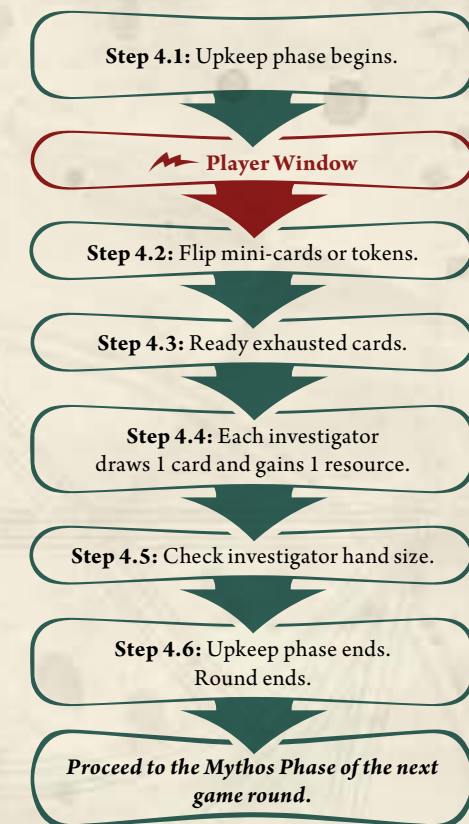 Step 4.1: Upkeep phase begins.
Player Window
Step 4.2: Flip mini-cards or tokens.
Step 4.3: Ready exhausted cards.
Step 4.4: Each investigator
draws 1 card and gains 1 resource.
Step 4.5: Check investigator hand size.
Step 4.6: Upkeep phase ends.
Round ends.
Proceed to the Mythos Phase of the next
game round.